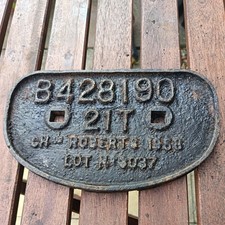 B428190
21T
CHAS ROBERTS 1958
LOT Nº 3037